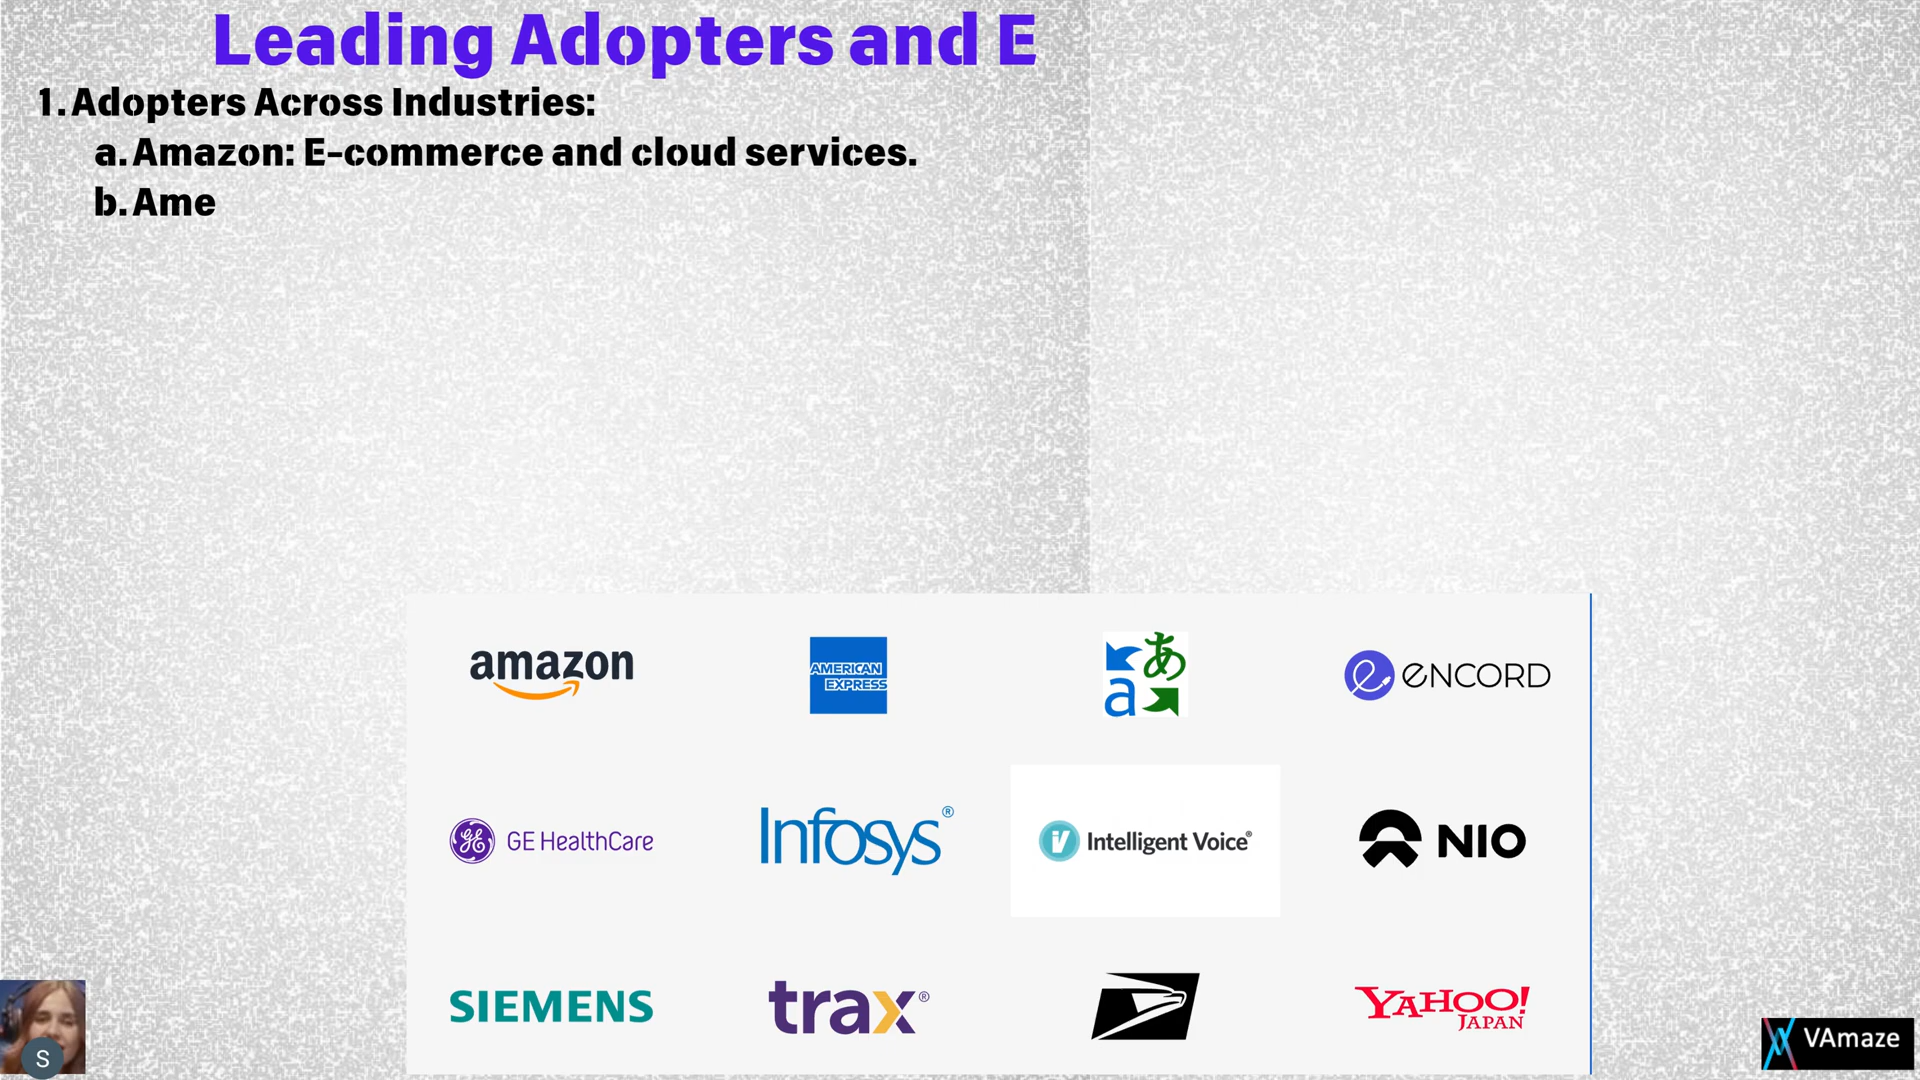 Leading Adopters and E
1. Adopters Across Industries:
a. Amazon: E-commerce and cloud services.
b. Ame
amazon
AMERICAN EXPRESS
あ
a
ENCORD
GE HealthCare
Infosys®
iv Intelligent Voice®
NIO
SIEMENS
trax®
YAHOO! JAPAN
S
VAmaze